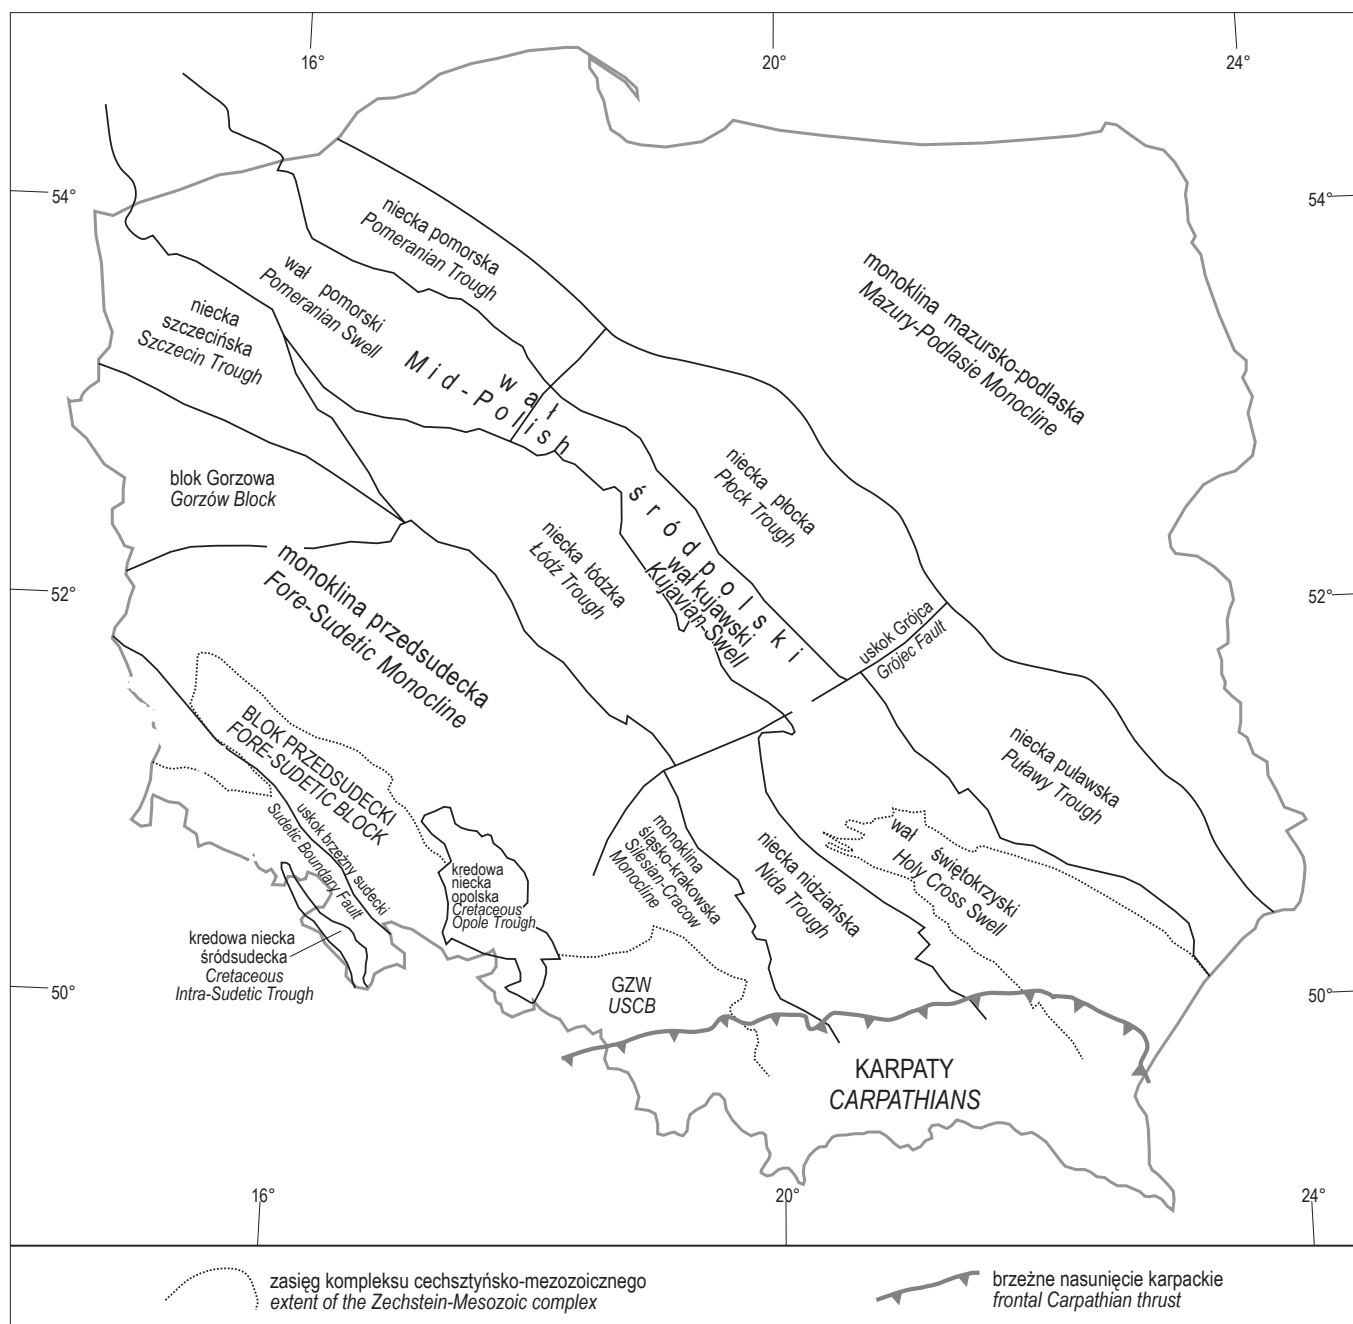 16°
20°
24°
54°
54°
niecka pomorska
Pomeranian Trough
wał pomorski
Pomeranian Swell
niecka
szczecińska
Szczecin Trough
monoklina mazursko-podlaska
Mazury-Podlasie Monocline
wał śródpolski
Mid-Polish
blok Gorzowa
Gorzów Block
niecka płocka
Płock Trough
niecka łódzka
Łódź Trough
wał kujawski
Kujavian-Swell
52°
52°
monoklina przedsudecka
Fore-Sudetic Monocline
uskok Grójca
Grójec Fault
BLOK PRZEDSUDECKI
FORE-SUDETIC BLOCK
uskok brzeżny sudecki
Sudetic Boundary Fault
niecka puławska
Puławy Trough
monoklina
śląsko-krakowska
Silesian-Cracow
Monocline
niecka nidziańska
Nida Trough
wał świętokrzyski
Holy Cross Swell
kredowa
niecka
opolska
Cretaceous
Opole Trough
kredowa niecka
śródsudecka
Cretaceous
Intra-Sudetic Trough
50°
50°
GZW
USCB
KARPATY
CARPATHIANS
16°
20°
24°
zasięg kompleksu cechsztyńsko-mezozoicznego
extent of the Zechstein-Mesozoic complex
brzeżne nasunięcie karpackie
frontal Carpathian thrust